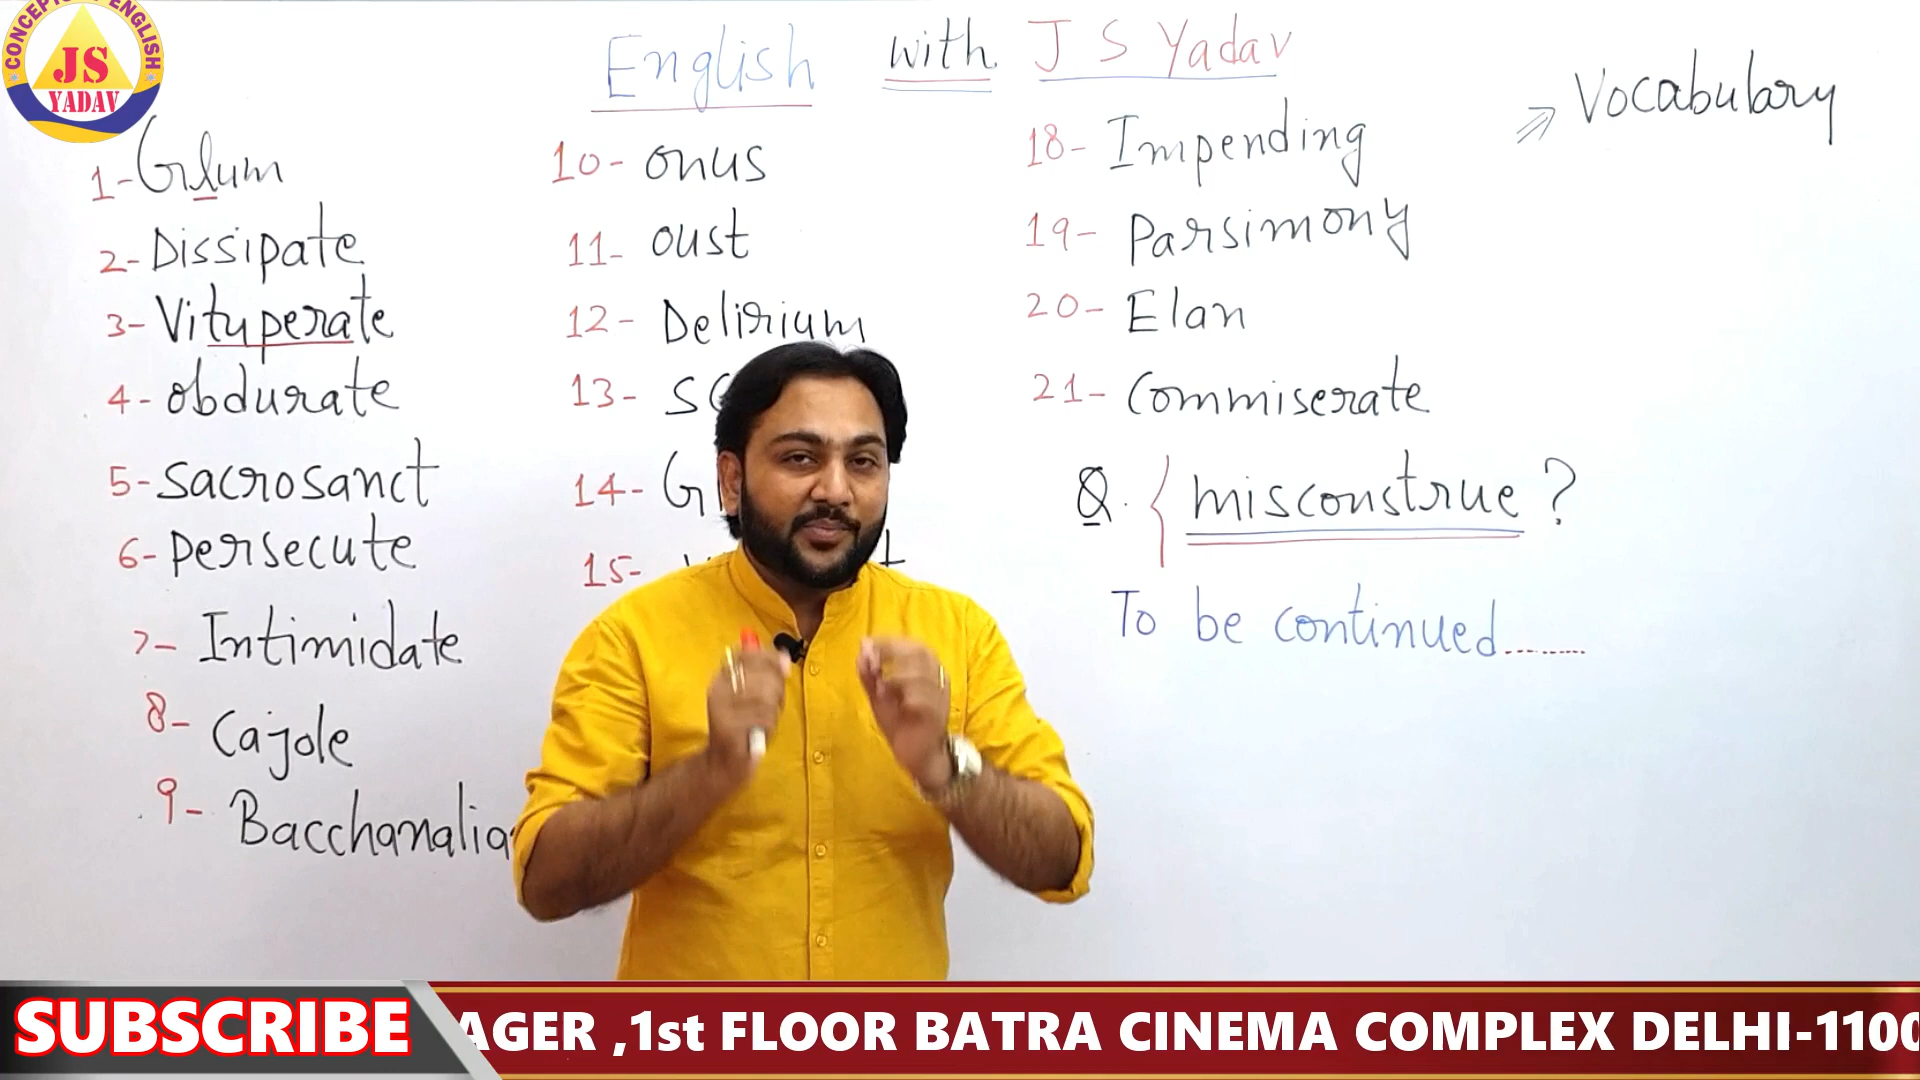 CONCEPT OF ENGLISH
JS
YADAV
English with J S Yadav
⇒ Vocabulary
1- Glum
2- Dissipate
3- Vituperate
4- obdurate
5- sacrosanct
6- persecute
7- Intimidate
8- Cajole
9- Bacchanalia
10- onus
11- oust
12- Delirium
13-
14-
15-
18- Impending
19- Parsimony
20- Elan
21- Commiserate
Q. { misconstrue ?
To be continued.........
SUBSCRIBE
AGER ,1st FLOOR BATRA CINEMA COMPLEX DELHI-1100